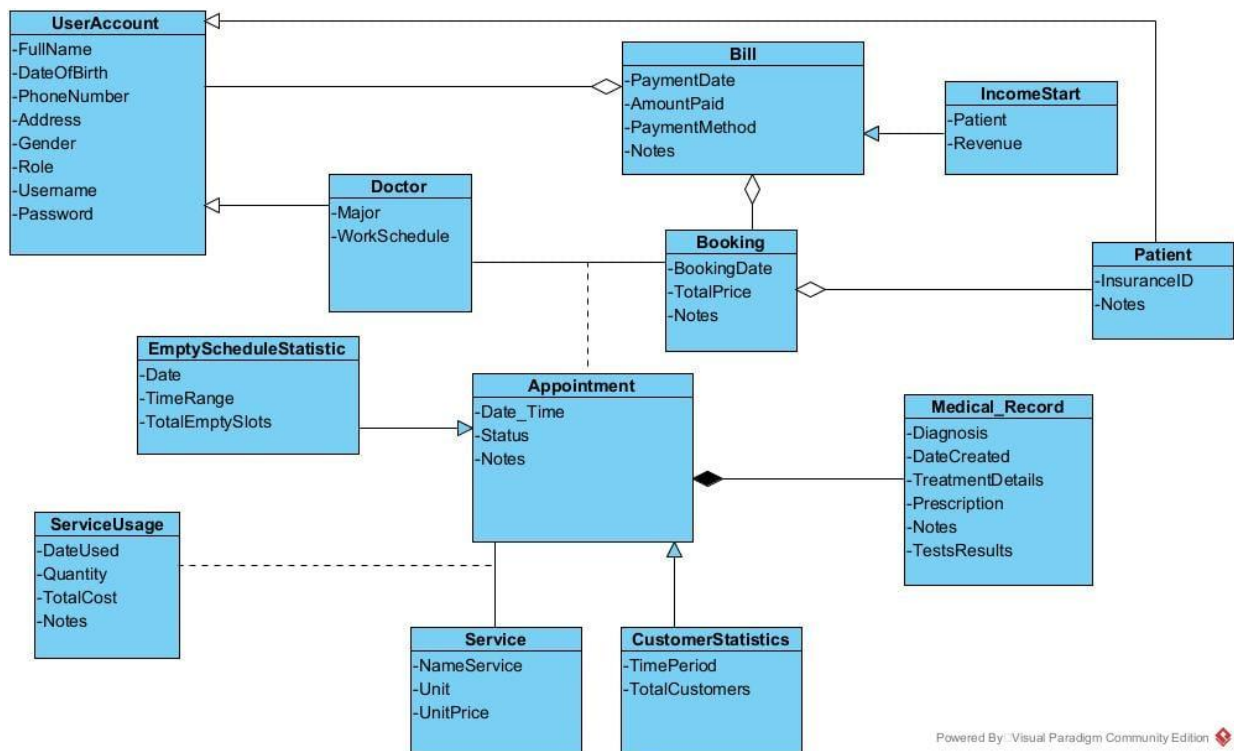 UserAccount
-FullName
-DateOfBirth
-PhoneNumber
-Address
-Gender
-Role
-Username
-Password
Bill
-PaymentDate
-AmountPaid
-PaymentMethod
-Notes
IncomeStart
-Patient
-Revenue
Doctor
-Major
-WorkSchedule
Booking
-BookingDate
-TotalPrice
-Notes
Patient
-InsuranceID
-Notes
EmptyScheduleStatistic
-Date
-TimeRange
-TotalEmptySlots
Appointment
-Date_Time
-Status
-Notes
Medical_Record
-Diagnosis
-DateCreated
-TreatmentDetails
-Prescription
-Notes
-TestsResults
ServiceUsage
-DateUsed
-Quantity
-TotalCost
-Notes
Service
-NameService
-Unit
-UnitPrice
CustomerStatistics
-TimePeriod
-TotalCustomers
Powered By Visual Paradigm Community Edition